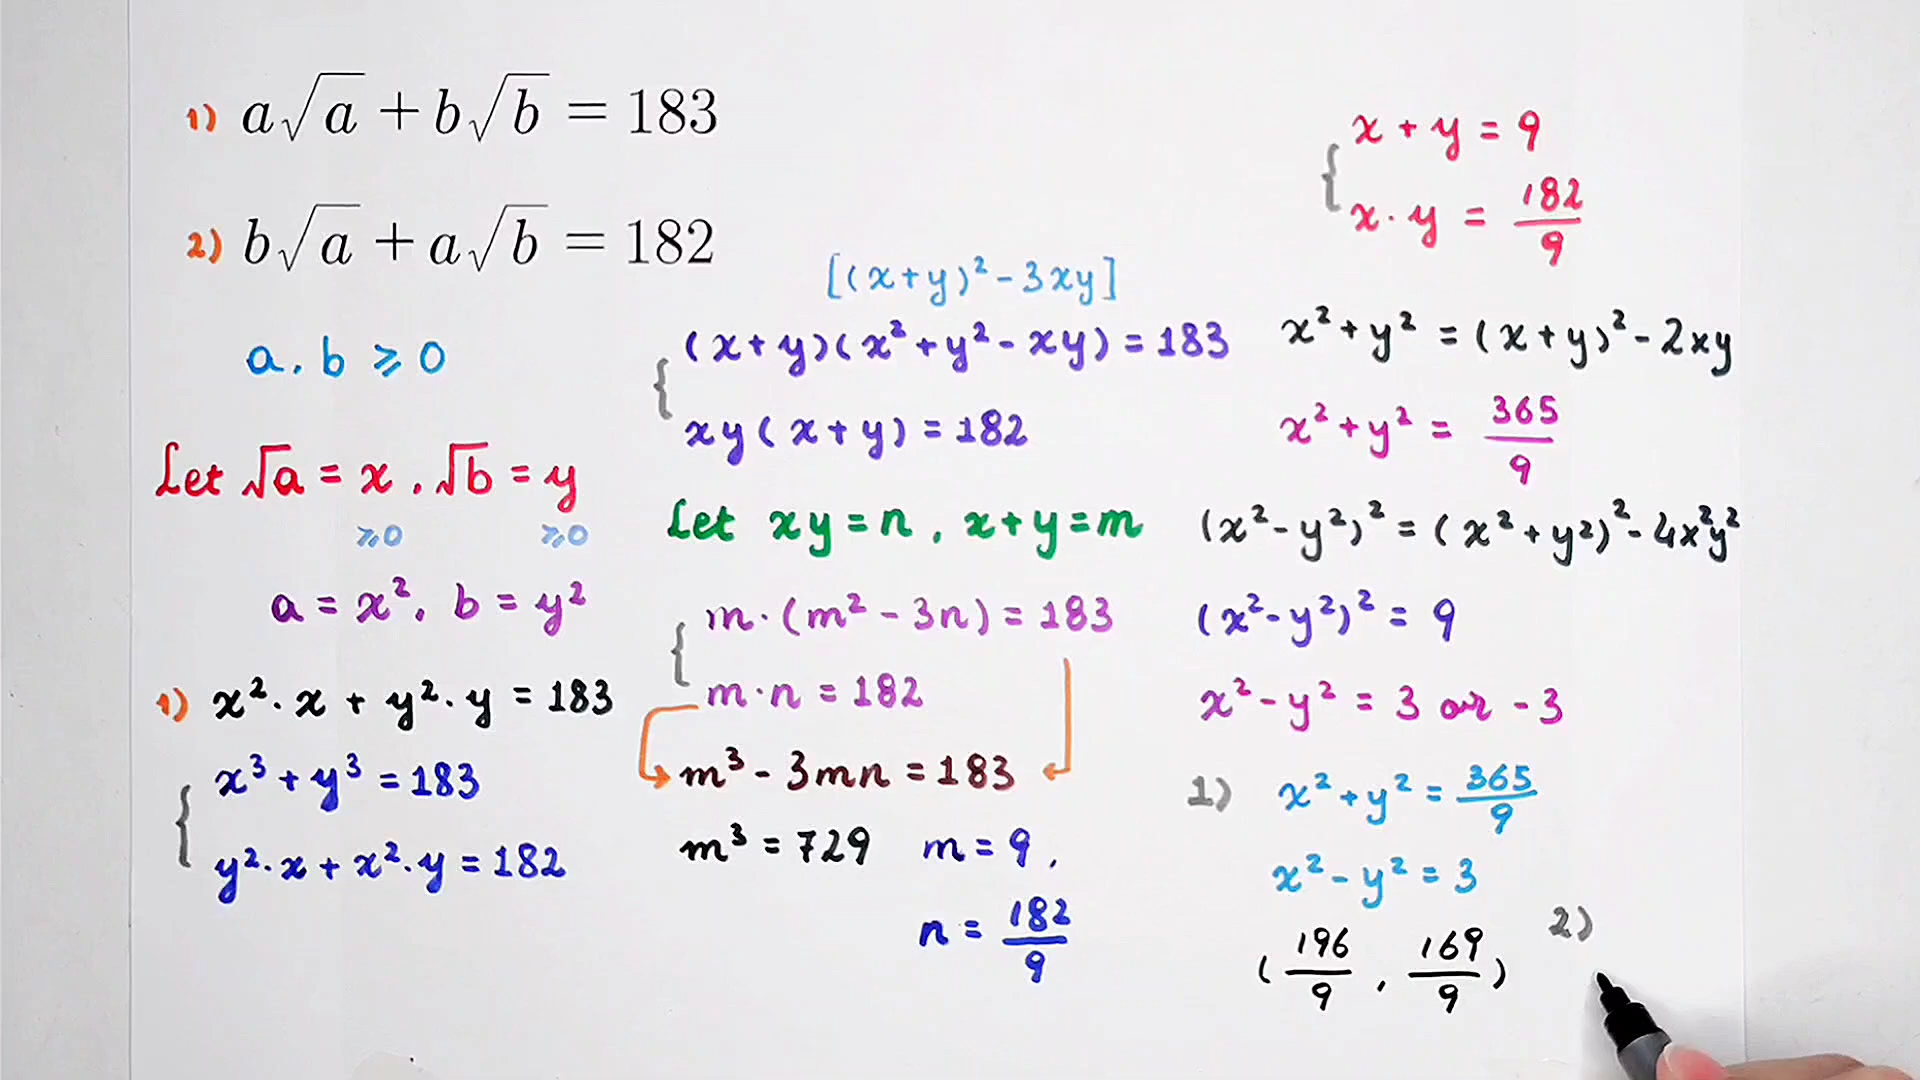 1) a√a + b√b = 183
2) b√a + a√b = 182
a, b ⩾ 0
Let √a = x, √b = y
⩾0 ⩾0
a = x², b = y²
1) x²·x + y²·y = 183
{ x³ + y³ = 183
y²·x + x²·y = 182
[(x+y)² - 3xy]
{ (x+y)(x²+y²-xy) = 183
xy(x+y) = 182
Let xy = n, x+y = m
{ m·(m² - 3n) = 183
m·n = 182
m³ - 3mn = 183
m³ = 729 m = 9,
n = 182/9
{ x + y = 9
x·y = 182/9
x² + y² = (x+y)² - 2xy
x² + y² = 365/9
(x² - y²)² = (x² + y²)² - 4x²y²
(x² - y²)² = 9
x² - y² = 3 or -3
1) x² + y² = 365/9
x² - y² = 3
(196/9, 169/9) 2)